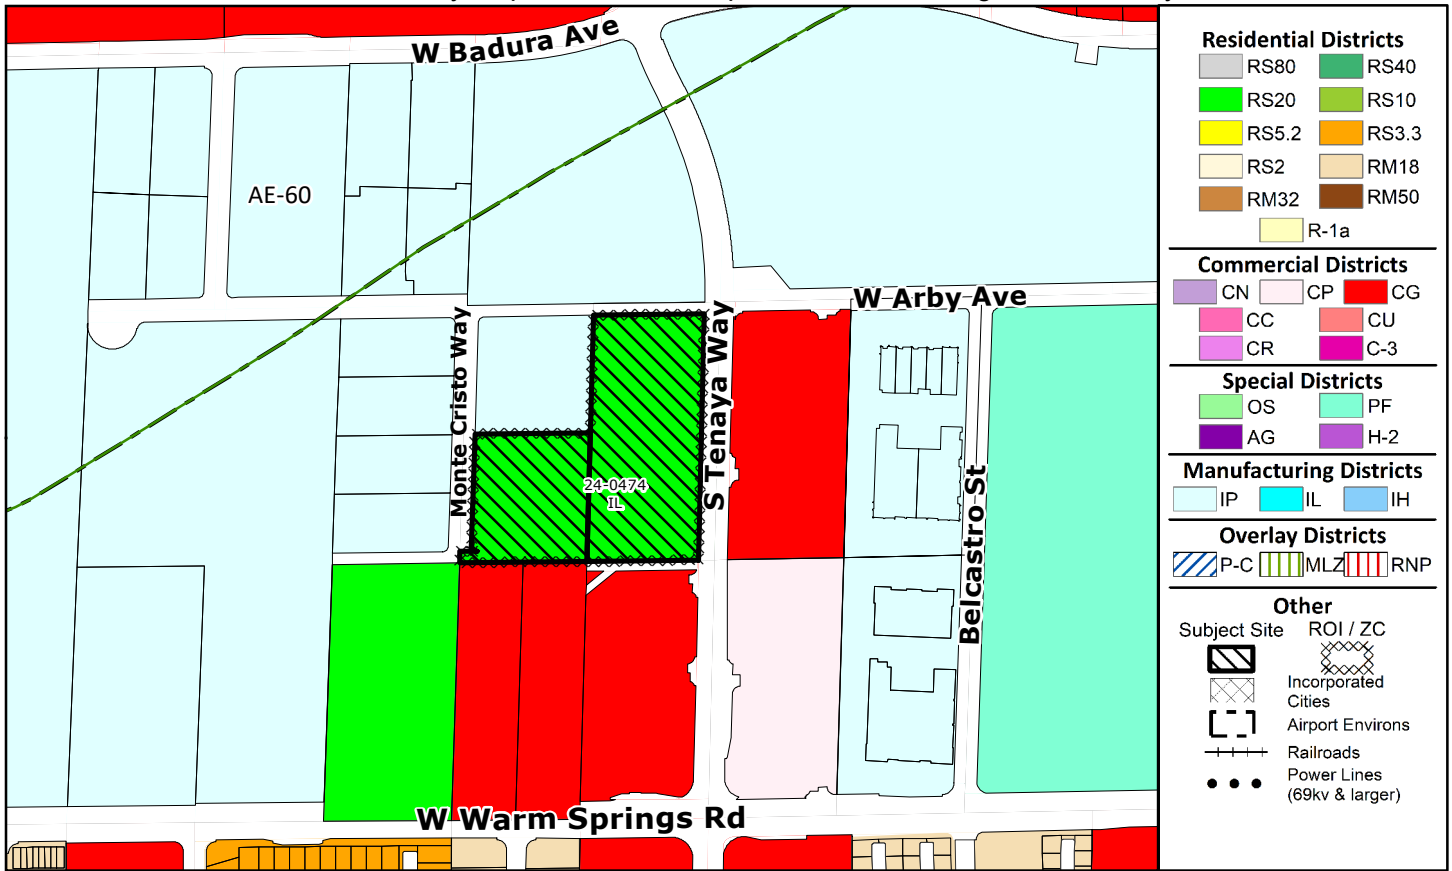 W Badura Ave
AE-60
W Arby Ave
Monte Cristo Way
S Tenaya Way
24-0474
IL
Belcastro St
W Warm Springs Rd
Residential Districts
RS80 RS40
RS20 RS10
RS5.2 RS3.3
RS2 RM18
RM32 RM50
R-1a
Commercial Districts
CN CP CG
CC CU
CR C-3
Special Districts
OS PF
AG H-2
Manufacturing Districts
IP IL IH
Overlay Districts
P-C MLZ RNP
Other
Subject Site ROI / ZC
Incorporated
Cities
Airport Environs
Railroads
Power Lines
(69kv & larger)